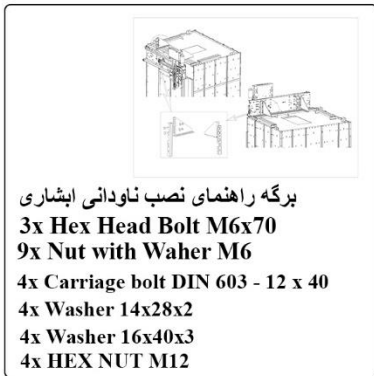 برگه راهنمای نصب ناودانی ابشاری
3x Hex Head Bolt M6x70
9x Nut with Waher M6
4x Carriage bolt DIN 603 - 12 x 40
4x Washer 14x28x2
4x Washer 16x40x3
4x HEX NUT M12